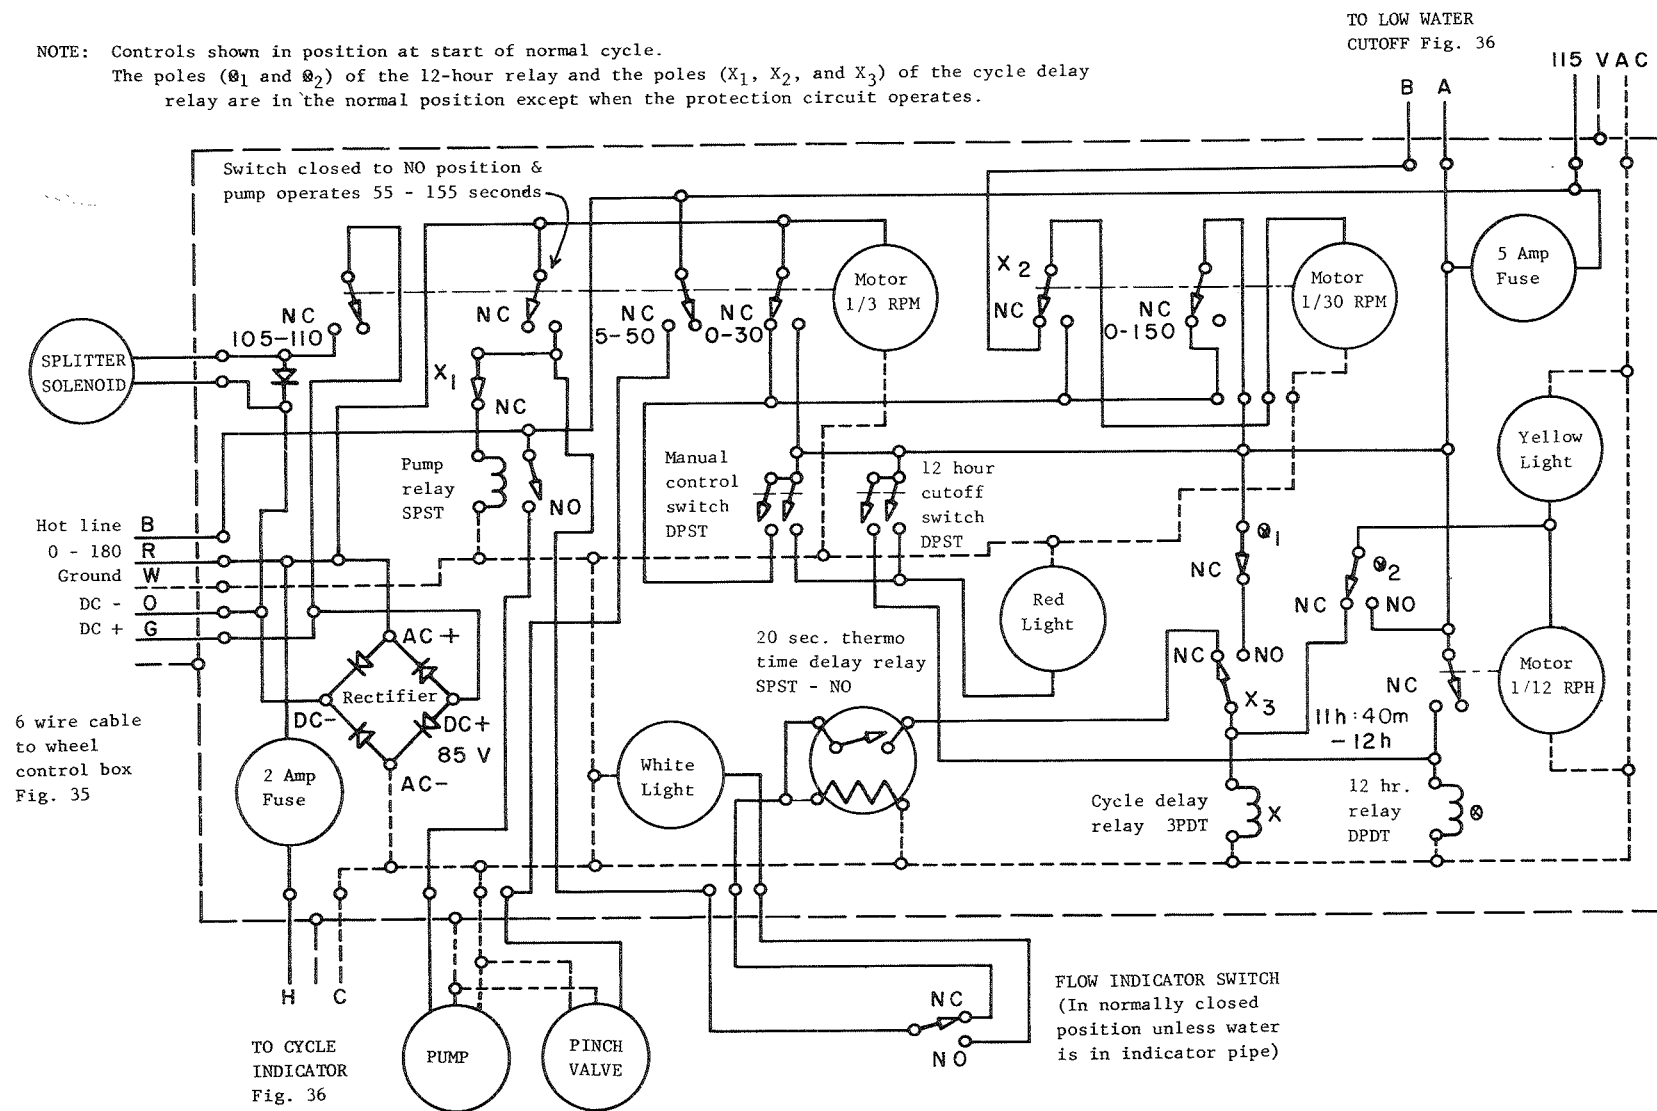 TO LOW WATER
CUTOFF Fig. 36
115 VAC
B A
NOTE: Controls shown in position at start of normal cycle.
The poles (⦻1 and ⦻2) of the 12-hour relay and the poles (X1, X2, and X3) of the cycle delay
relay are in the normal position except when the protection circuit operates.
Switch closed to NO position &
pump operates 55 - 155 seconds
NC
105-110
NC
NC
5-50
NC
0-30
Motor
1/3 RPM
X2
NC
NC
0-150
Motor
1/30 RPM
5 Amp
Fuse
SPLITTER
SOLENOID
X1
NC
Pump
relay
SPST
NO
Manual
control
switch
DPST
12 hour
cutoff
switch
DPST
Yellow
Light
Hot line B
0 - 180 R
Ground W
DC - O
DC + G
⦻1
NC
⦻2
NC NO
Red
Light
20 sec. thermo
time delay relay
SPST - NO
NC NO
X3
NC
11h:40m
-12h
Motor
1/12 RPH
AC+
Rectifier
DC-
DC+
85 V
AC-
6 wire cable
to wheel
control box
Fig. 35
2 Amp
Fuse
White
Light
Cycle delay
relay 3PDT
X
12 hr.
relay
DPDT
⦻
H C
TO CYCLE
INDICATOR
Fig. 36
PUMP
PINCH
VALVE
NC
NO
FLOW INDICATOR SWITCH
(In normally closed
position unless water
is in indicator pipe)